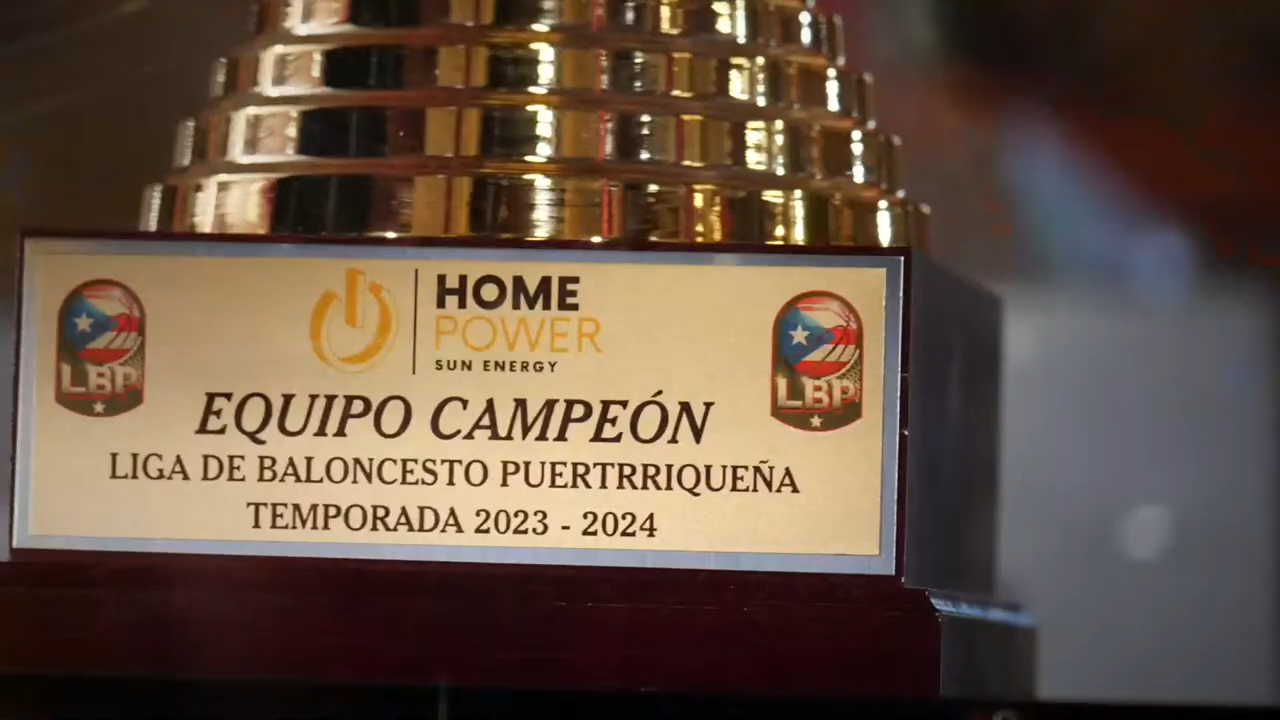 HOME
POWER
SUN ENERGY
LBP
LBP
EQUIPO CAMPEÓN
LIGA DE BALONCESTO PUERTRRIQUEÑA
TEMPORADA 2023 - 2024